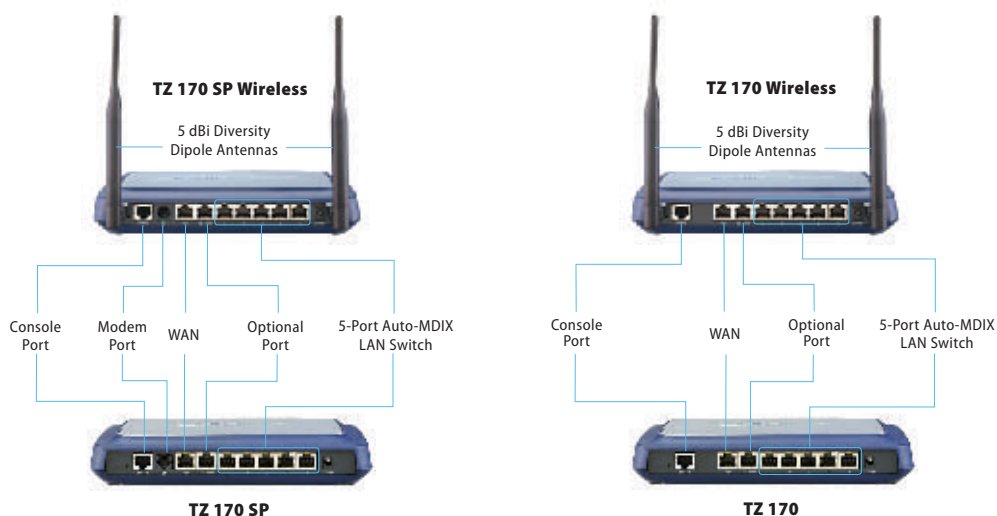 TZ 170 SP Wireless
5 dBi Diversity
Dipole Antennas
Console
Port
Modem
Port
WAN
Optional
Port
5-Port Auto-MDIX
LAN Switch
TZ 170 SP
TZ 170 Wireless
5 dBi Diversity
Dipole Antennas
Console
Port
WAN
Optional
Port
5-Port Auto-MDIX
LAN Switch
TZ 170